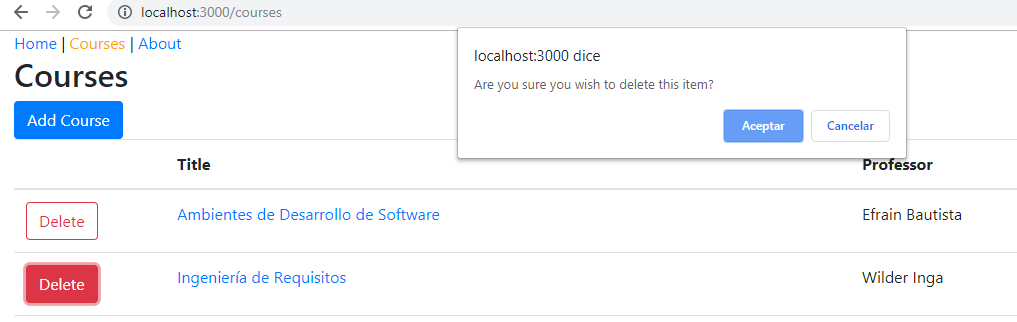 localhost:3000/courses
Home | Courses | About
localhost:3000 dice
Are you sure you wish to delete this item?
Aceptar Cancelar
Courses
Add Course
Title Professor
Delete Ambientes de Desarrollo de Software Efrain Bautista
Delete Ingeniería de Requisitos Wilder Inga